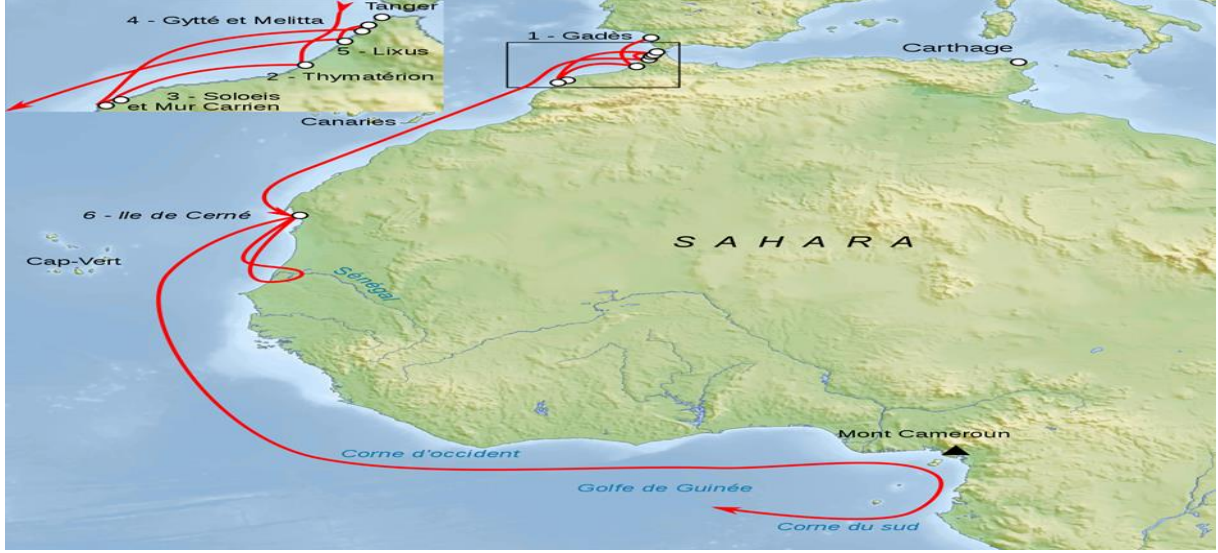 Tanger
4 - Gytté et Melitta
5 - Lixus
2 - Thymatérion
3 - Soloeis
et Mur Carrien
1 - Gadès
Carthage
Canaries
6 - Ile de Cerné
Cap-Vert
SAHARA
Sénégal
Mont Cameroun
Corne d'occident
Golfe de Guinée
Corne du sud